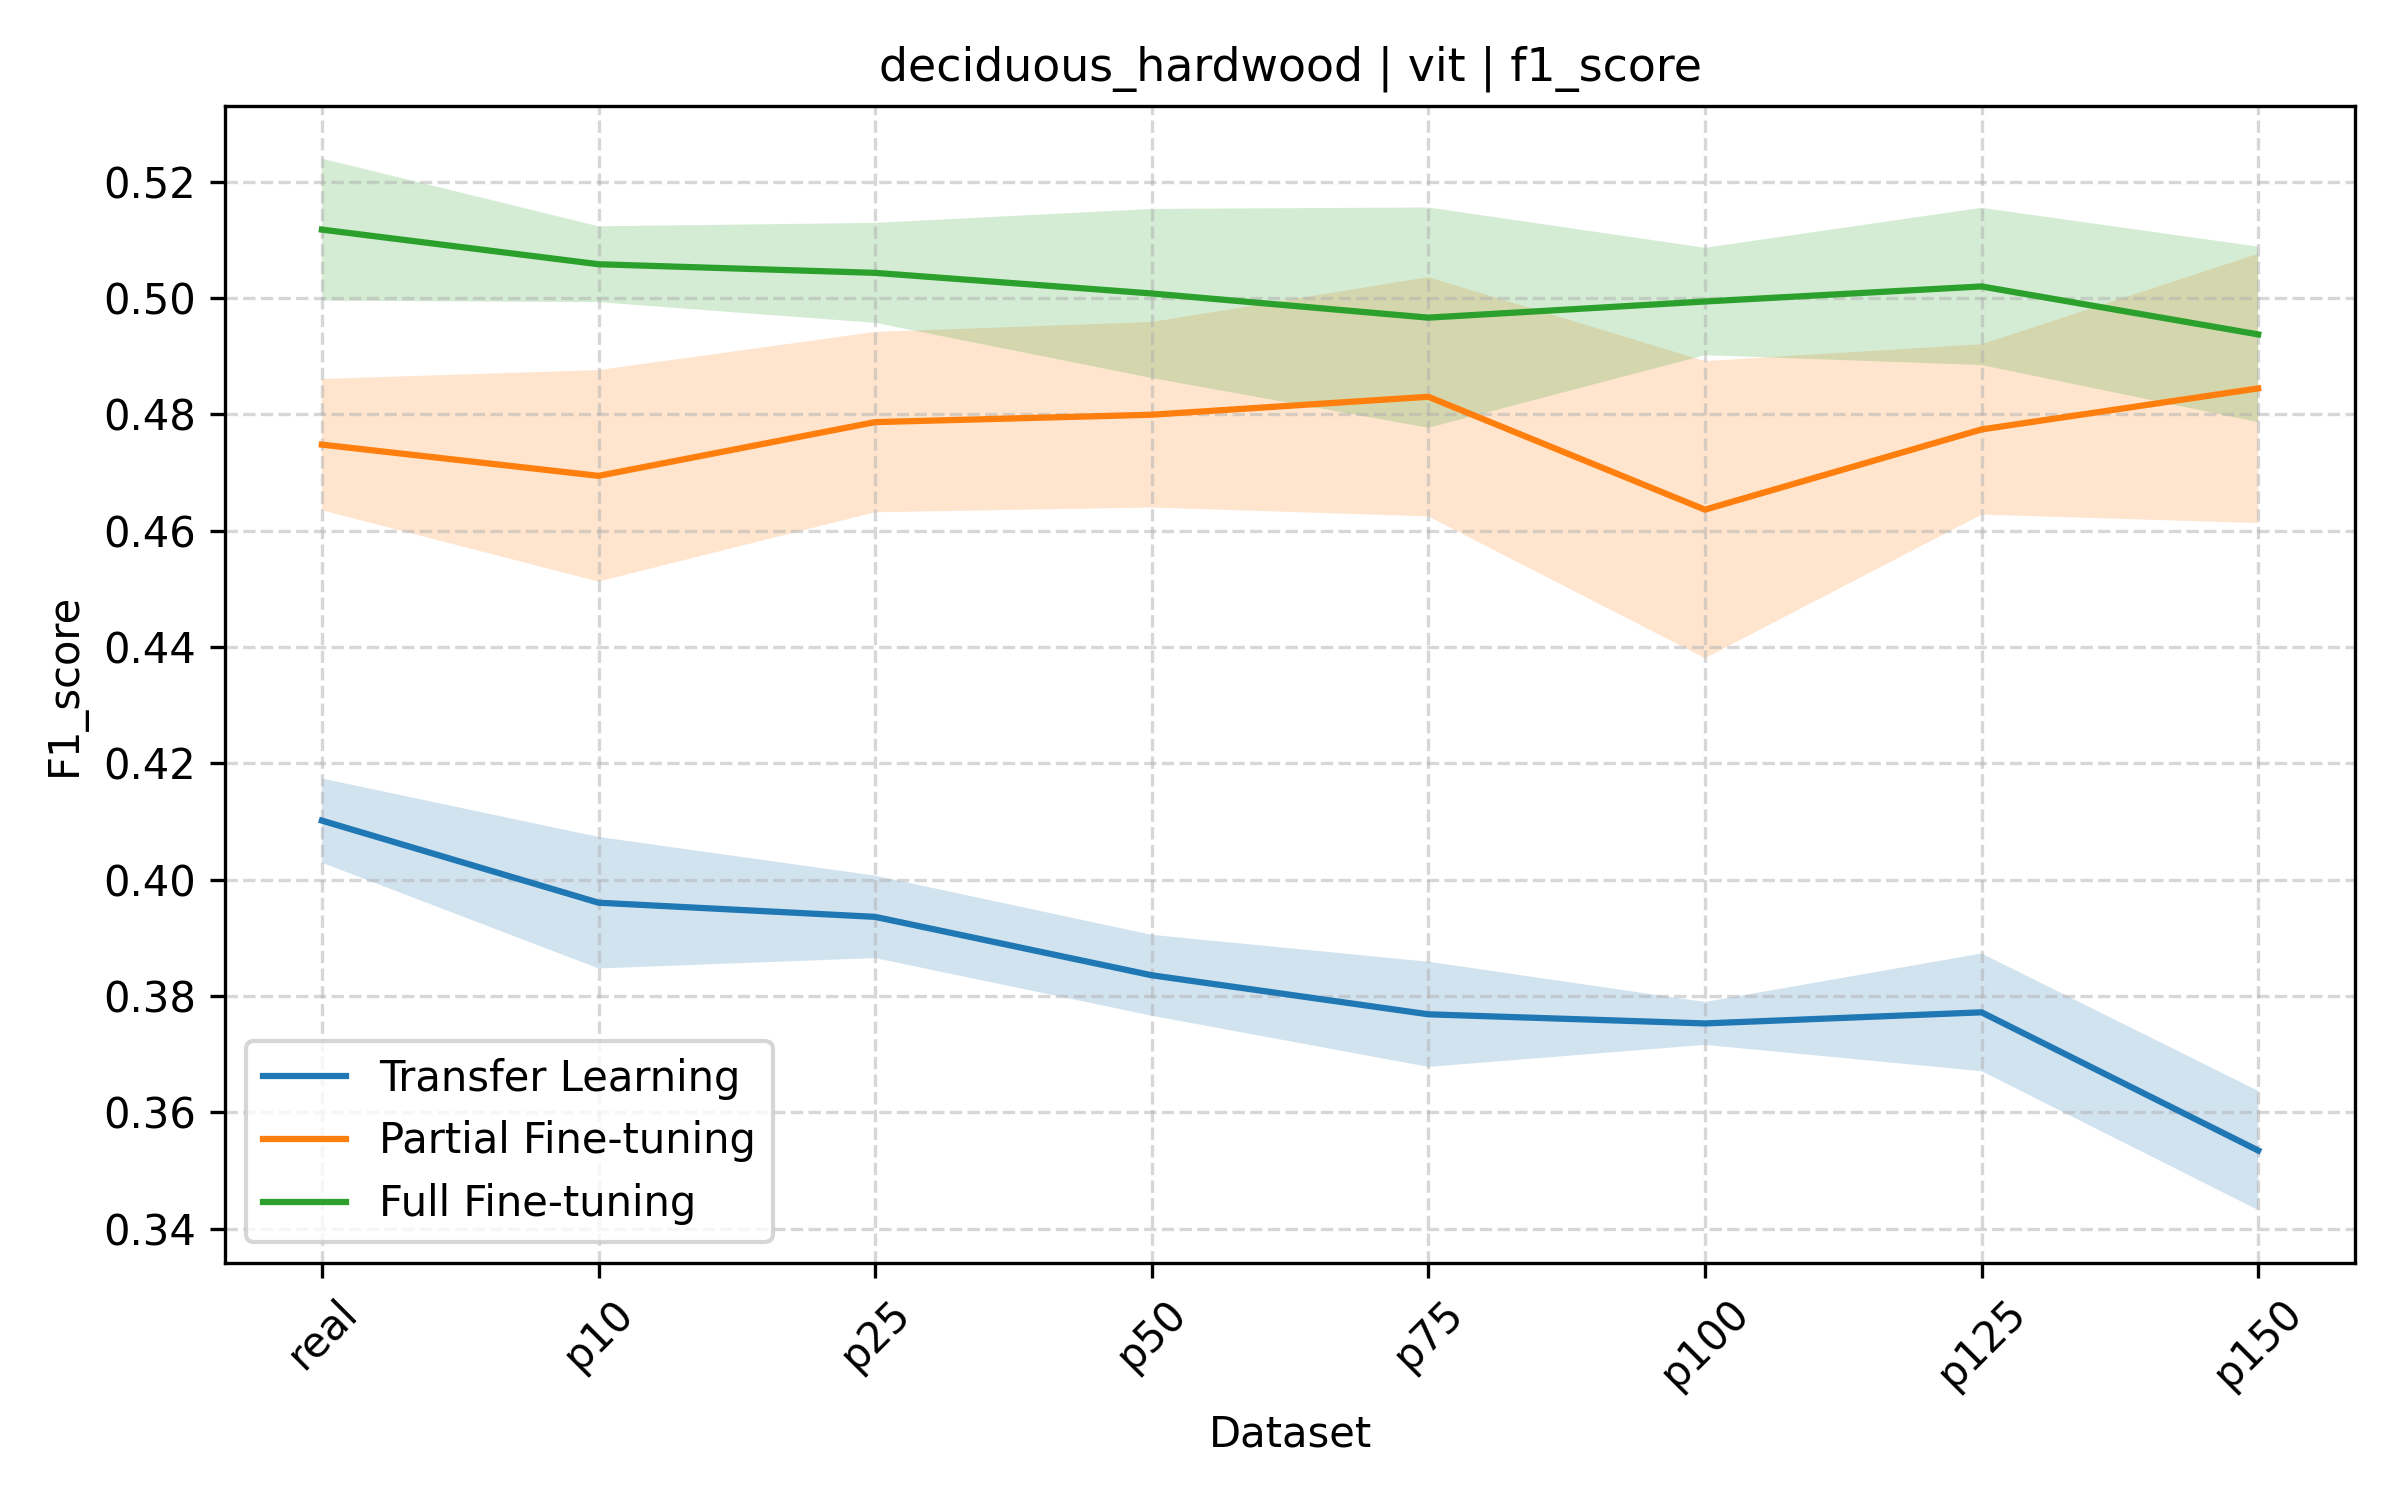 deciduous_hardwood | vit | f1_score
F1_score
0.52
0.50
0.48
0.46
0.44
0.42
0.40
0.38
0.36
0.34
Transfer Learning
Partial Fine-tuning
Full Fine-tuning
real
p10
p25
p50
p75
p100
p125
p150
Dataset